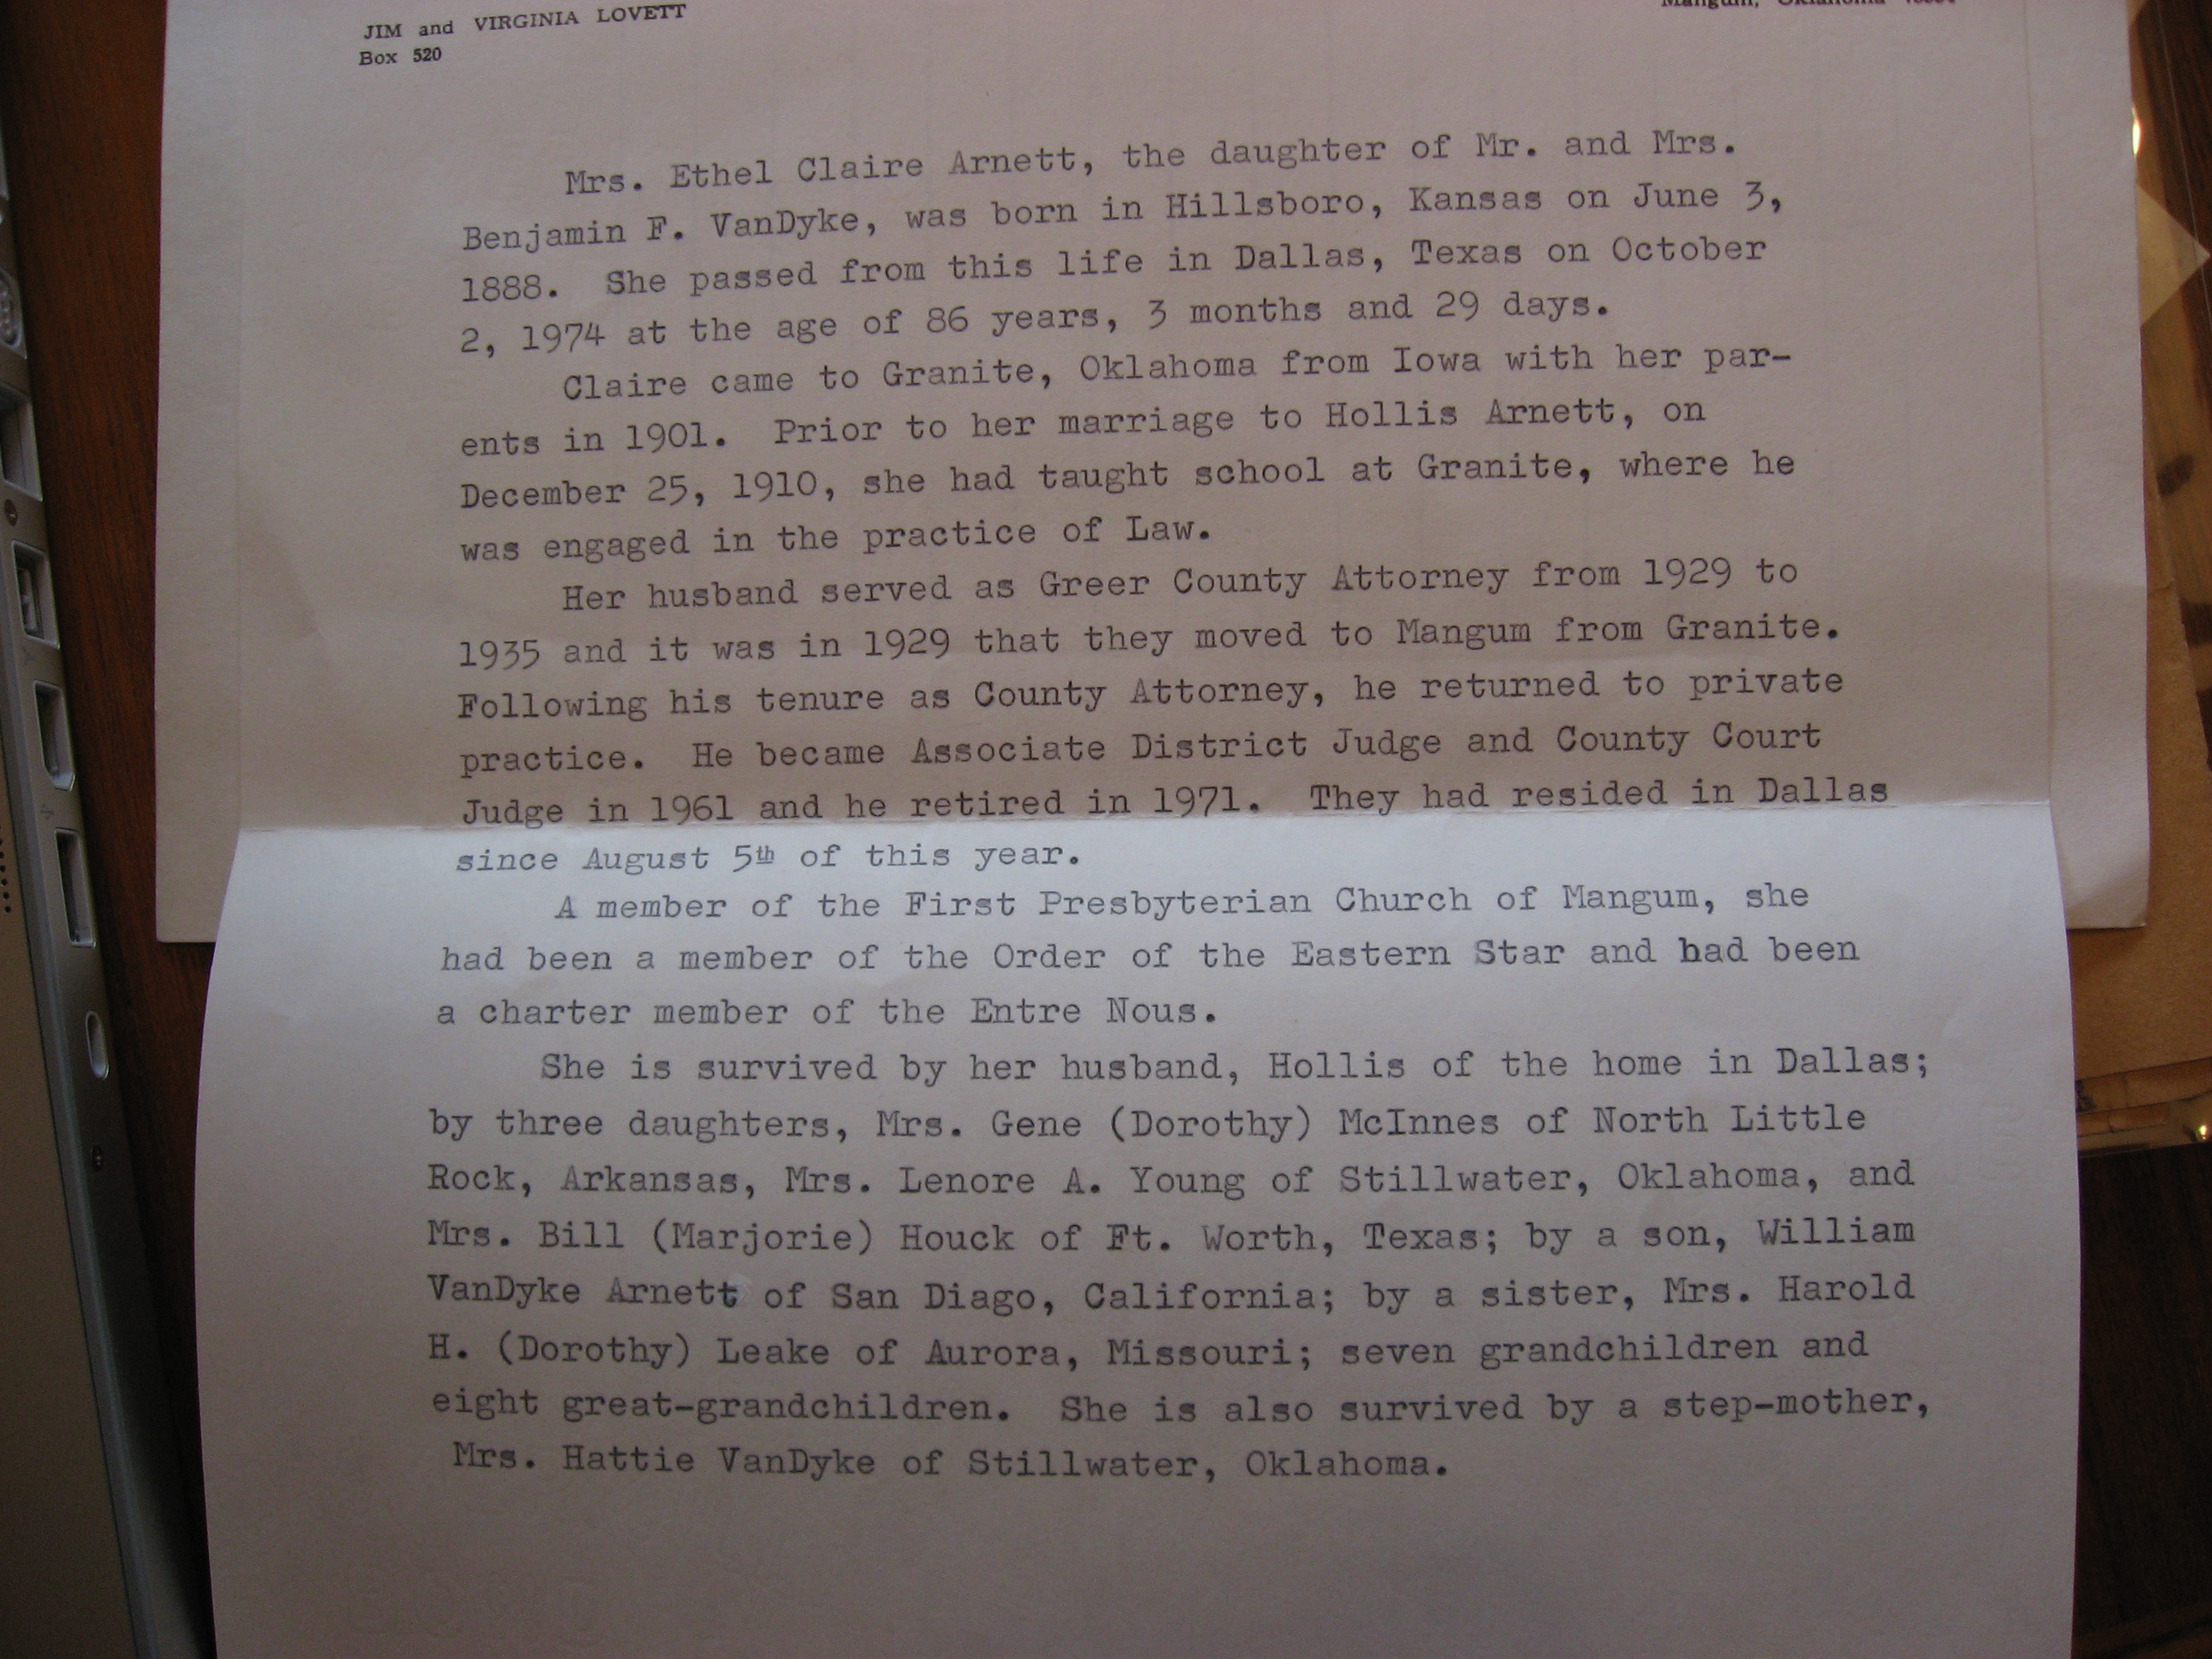 JIM and VIRGINIA LOVETT
Box 520
Mangum, Oklahoma
Mrs. Ethel Claire Arnett, the daughter of Mr. and Mrs.
Benjamin F. VanDyke, was born in Hillsboro, Kansas on June 3,
1888. She passed from this life in Dallas, Texas on October
2, 1974 at the age of 86 years, 3 months and 29 days.
Claire came to Granite, Oklahoma from Iowa with her par-
ents in 1901. Prior to her marriage to Hollis Arnett, on
December 25, 1910, she had taught school at Granite, where he
was engaged in the practice of Law.
Her husband served as Greer County Attorney from 1929 to
1935 and it was in 1929 that they moved to Mangum from Granite.
Following his tenure as County Attorney, he returned to private
practice. He became Associate District Judge and County Court
Judge in 1961 and he retired in 1971. They had resided in Dallas
since August 5th of this year.
A member of the First Presbyterian Church of Mangum, she
had been a member of the Order of the Eastern Star and had been
a charter member of the Entre Nous.
She is survived by her husband, Hollis of the home in Dallas;
by three daughters, Mrs. Gene (Dorothy) McInnes of North Little
Rock, Arkansas, Mrs. Lenore A. Young of Stillwater, Oklahoma, and
Mrs. Bill (Marjorie) Houck of Ft. Worth, Texas; by a son, William
VanDyke Arnett of San Diago, California; by a sister, Mrs. Harold
H. (Dorothy) Leake of Aurora, Missouri; seven grandchildren and
eight great-grandchildren. She is also survived by a step-mother,
Mrs. Hattie VanDyke of Stillwater, Oklahoma.